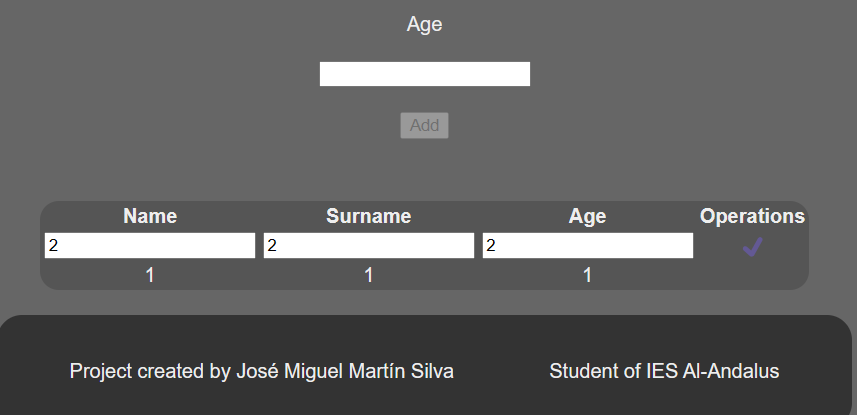 Age
Add
Name Surname Age Operations
2 2 2
1 1 1
Project created by José Miguel Martín Silva Student of IES Al-Andalus